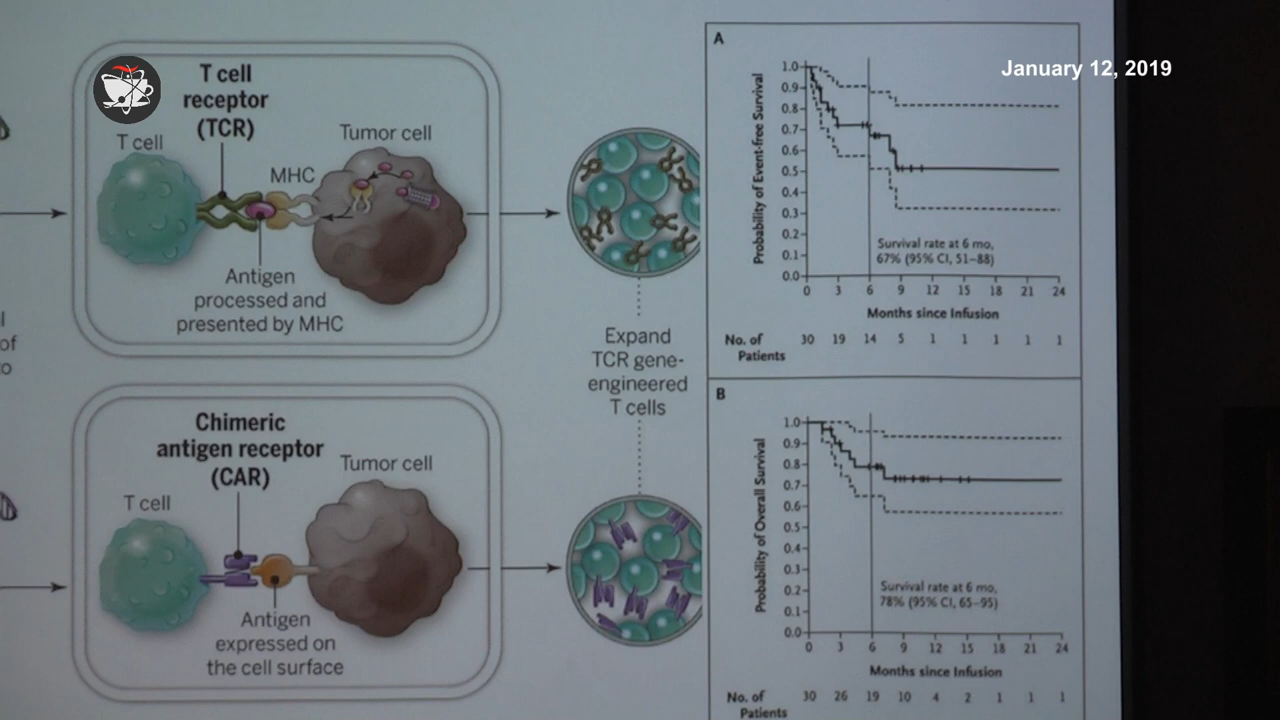 January 12, 2019
T cell
receptor
(TCR)
T cell
Tumor cell
MHC
Antigen
processed and
presented by MHC
of
Chimeric
antigen receptor
(CAR)
T cell
Tumor cell
Antigen
expressed on
the cell surface
Expand
TCR gene-
engineered
T cells
A
Probability of Event-free Survival
1.0
0.9
0.8
0.7
0.6
0.5
0.4
0.3
0.2
0.1
0.0
Survival rate at 6 mo,
67% (95% CI, 51–88)
0 3 6 9 12 15 18 21 24
Months since Infusion
No. of
Patients
30 19 14 5 1 1 1 1 1
B
Probability of Overall Survival
1.0
0.9
0.8
0.7
0.6
0.5
0.4
0.3
0.2
0.1
0.0
Survival rate at 6 mo,
78% (95% CI, 65–95)
0 3 6 9 12 15 18 21 24
Months since Infusion
No. of
Patients
30 26 19 10 4 2 1 1 1